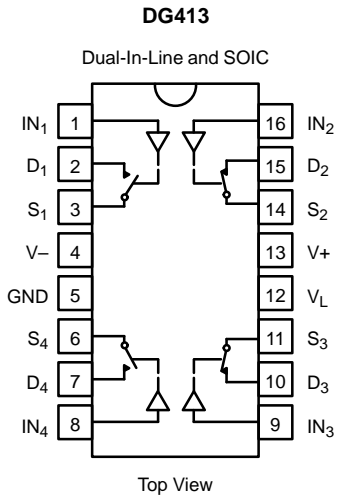 DG413
Dual-In-Line and SOIC
IN1 1 16 IN2
D1 2 15 D2
S1 3 14 S2
V– 4 13 V+
GND 5 12 VL
S4 6 11 S3
D4 7 10 D3
IN4 8 9 IN3
Top View